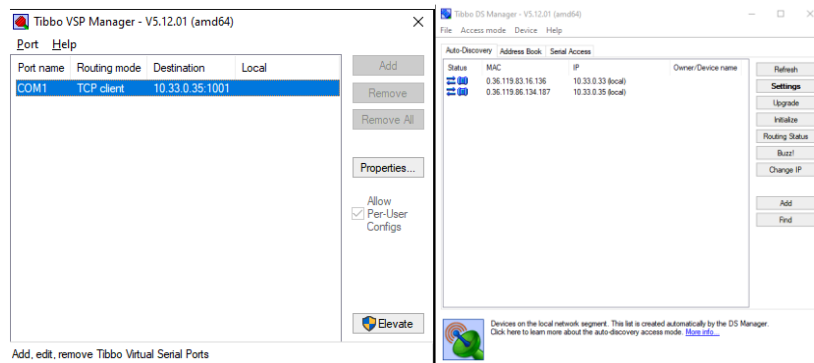 Tibbo VSP Manager - V5.12.01 (amd64)
Port Help
Port name Routing mode Destination Local
COM1 TCP client 10.33.0.35:1001
Add
Remove
Remove All
Properties...
Allow
Per-User
Configs
Elevate
Add, edit, remove Tibbo Virtual Serial Ports
Tibbo DS Manager - V5.12.01 (amd64)
File Access mode Device Help
Auto-Discovery Address Book Serial Access
Status MAC IP Owner/Device name
0.36.119.83.16.136 10.33.0.33 (local)
0.36.119.86.134.187 10.33.0.35 (local)
Refresh
Settings
Upgrade
Initialize
Routing Status
Buzz!
Change IP
Add
Find
Devices on the local network segment. This list is created automatically by the DS Manager.
Click here to learn more about the auto-discovery access mode. More info...